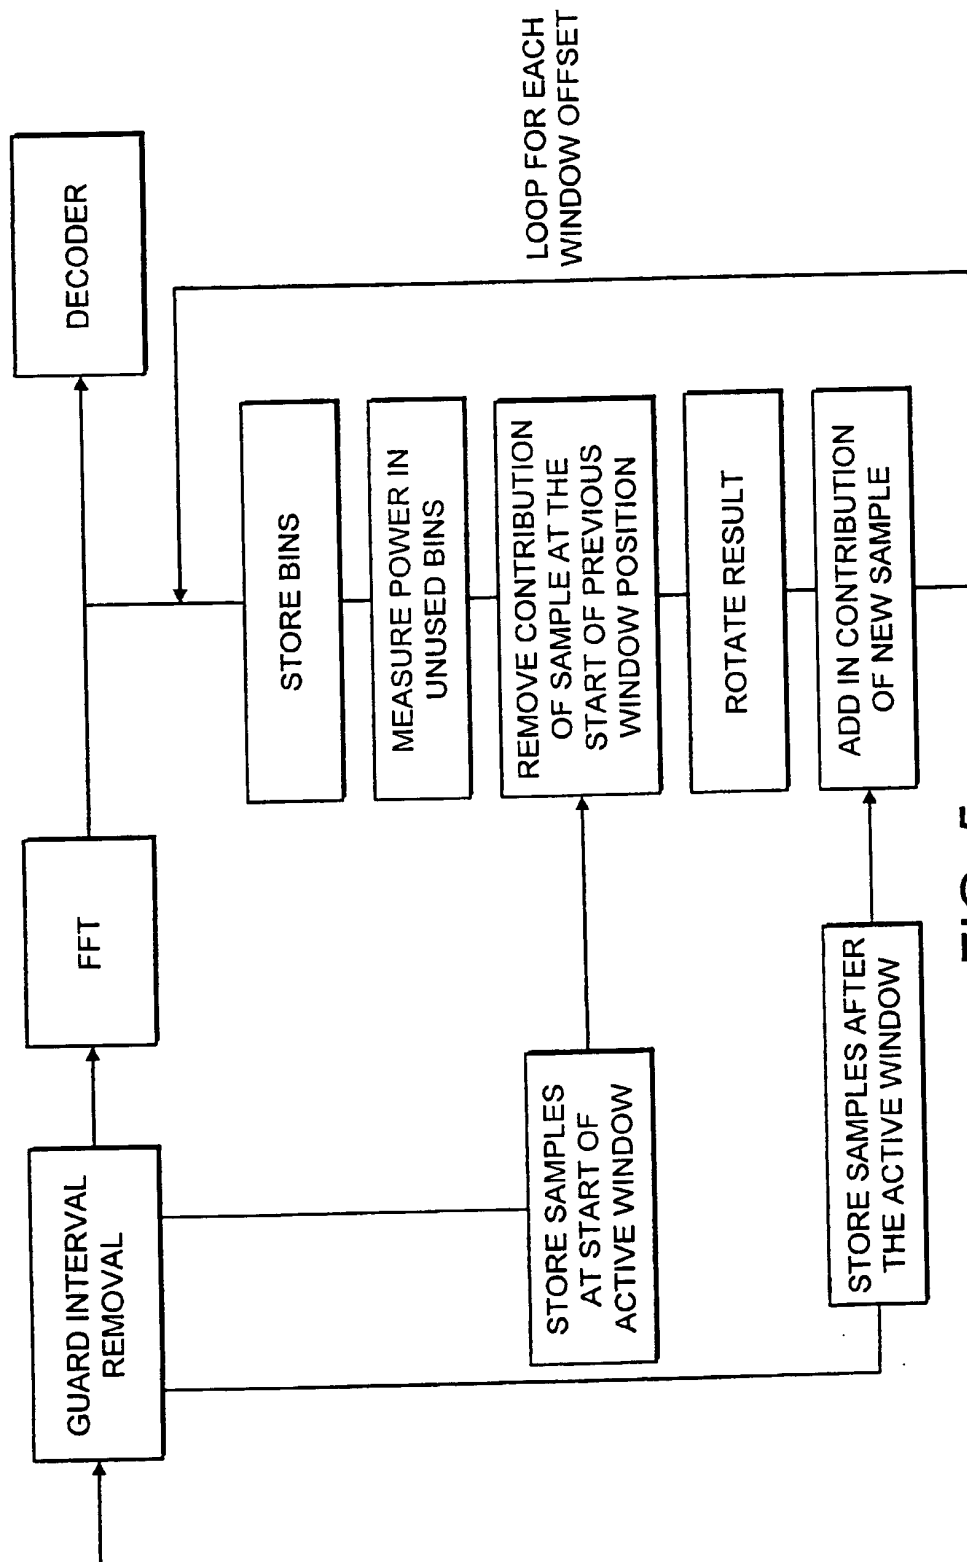 GUARD INTERVAL
REMOVAL
FFT
DECODER
STORE BINS
MEASURE POWER IN
UNUSED BINS
STORE SAMPLES
AT START OF
ACTIVE WINDOW
REMOVE CONTRIBUTION
OF SAMPLE AT THE
START OF PREVIOUS
WINDOW POSITION
LOOP FOR EACH
WINDOW OFFSET
ROTATE RESULT
STORE SAMPLES AFTER
THE ACTIVE WINDOW
ADD IN CONTRIBUTION
OF NEW SAMPLE